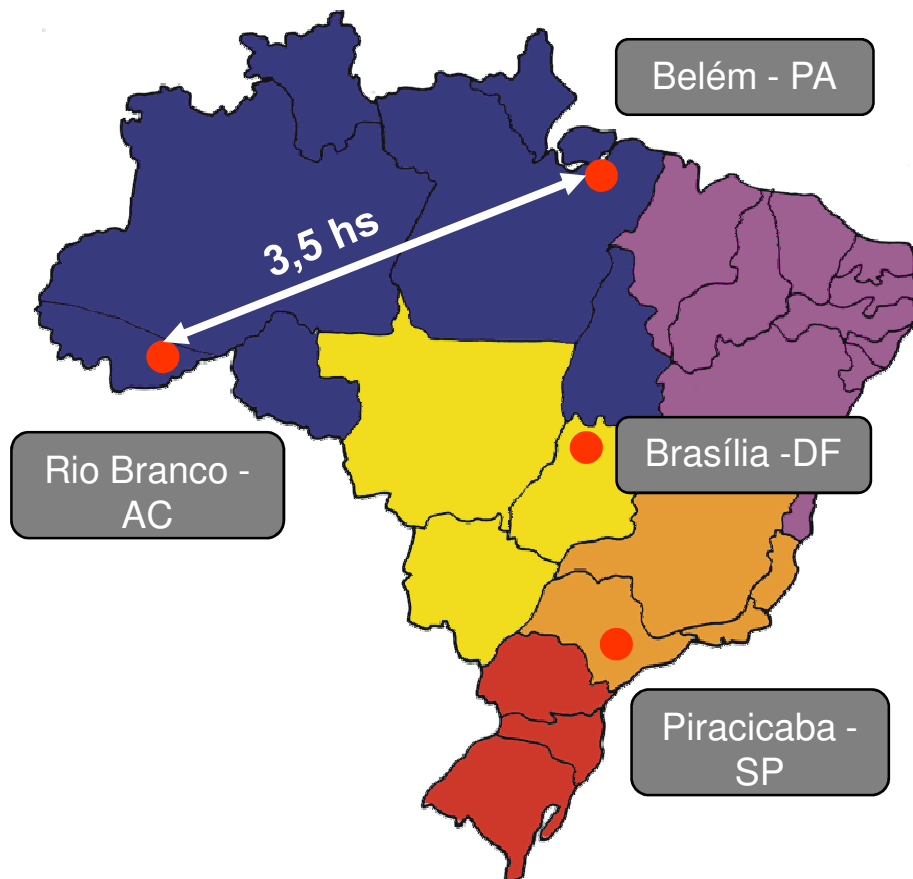 Belém - PA
3,5 hs
Rio Branco -
AC
Brasília -DF
Piracicaba -
SP